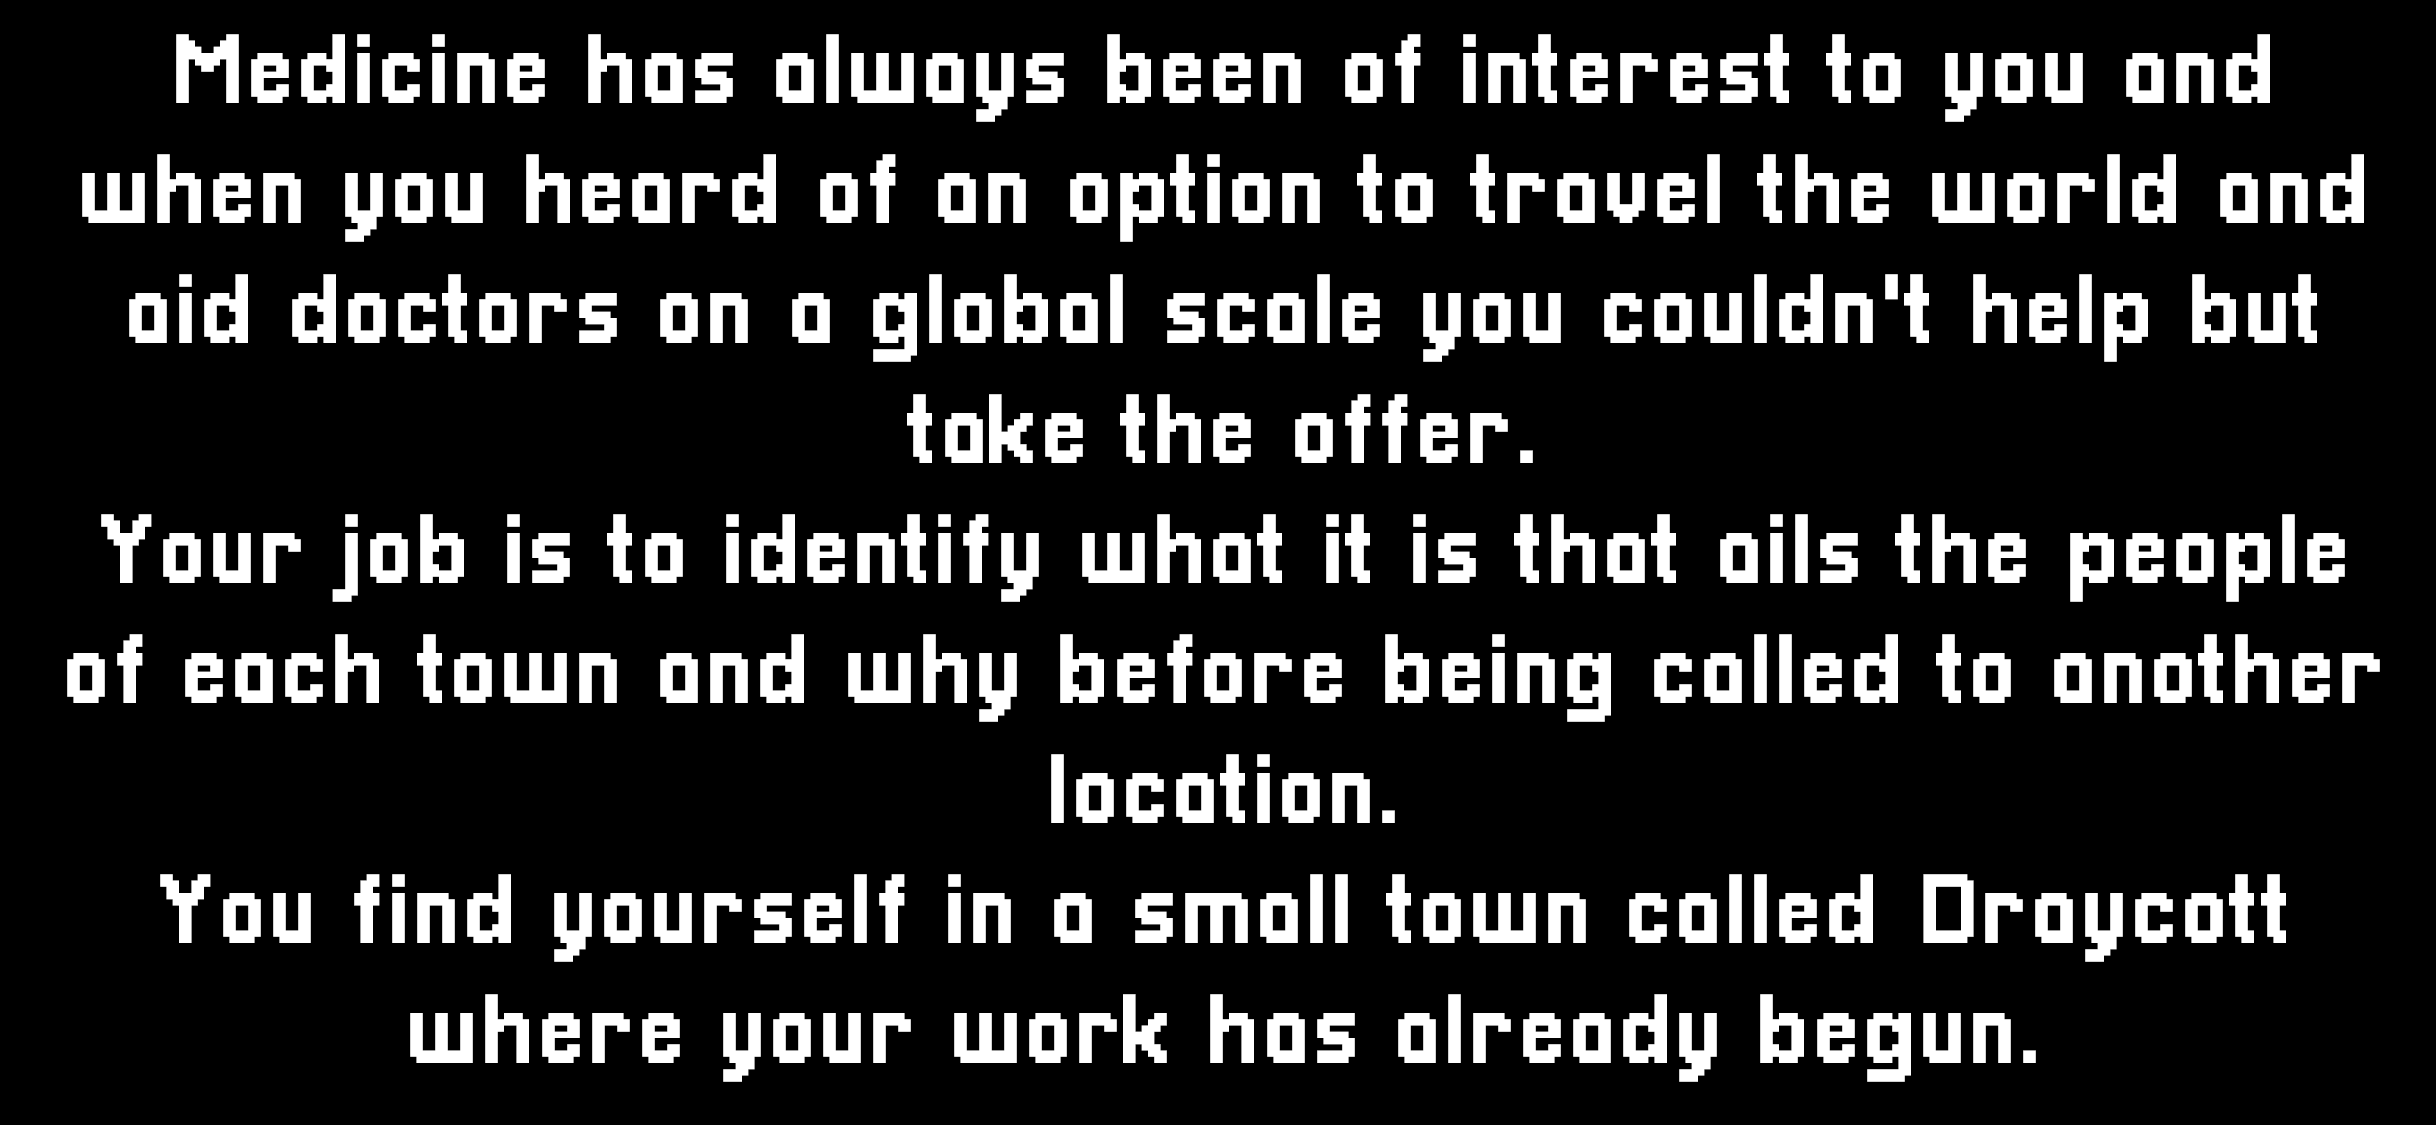 Medicine has always been of interest to you and
when you heard of an option to travel the world and
aid doctors on a global scale you couldn't help but
take the offer.
Your job is to identify what it is that ails the people
of each town and why before being called to another
location.
You find yourself in a small town called Draycott
where your work has already begun.